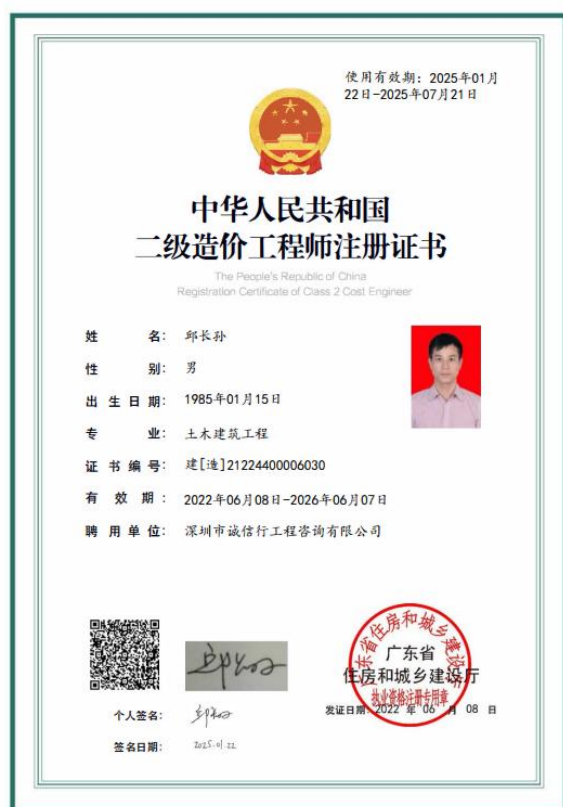 使用有效期：2025年01月
22日-2025年07月21日
中华人民共和国
二级造价工程师注册证书
The People's Republic of China
Registration Certificate of Class 2 Cost Engineer
姓 名： 邱长孙
性 别： 男
出生日期： 1985年01月15日
专 业： 土木建筑工程
证书编号： 建[造]21224400006030
有 效 期： 2022年06月08日-2026年06月07日
聘用单位： 深圳市诚信行工程咨询有限公司
广东省住房和城乡建设厅
广东省
住房和城乡建设厅
执业资格注册专用章
个人签名：
发证日期：2022 年 06 月 08 日
签名日期： 2025.01.22